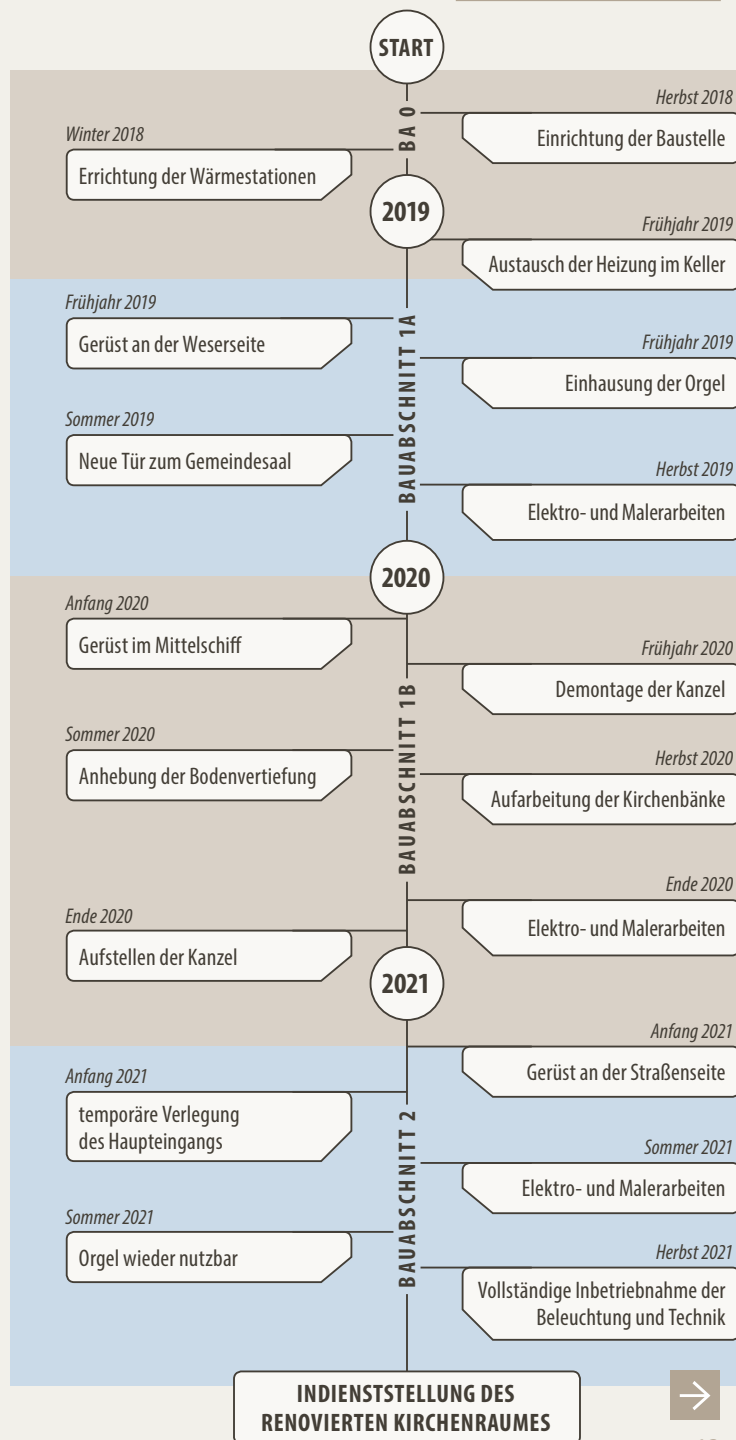 START
Herbst 2018
Einrichtung der Baustelle
BA 0
Winter 2018
Errichtung der Wärmestationen
2019
Frühjahr 2019
Austausch der Heizung im Keller
Frühjahr 2019
Gerüst an der Weserseite
BAUABSCHNITT 1A
Frühjahr 2019
Einhausung der Orgel
Sommer 2019
Neue Tür zum Gemeindesaal
Herbst 2019
Elektro- und Malerarbeiten
2020
Anfang 2020
Gerüst im Mittelschiff
Frühjahr 2020
Demontage der Kanzel
BAUABSCHNITT 1B
Sommer 2020
Anhebung der Bodenvertiefung
Herbst 2020
Aufarbeitung der Kirchenbänke
Ende 2020
Elektro- und Malerarbeiten
Ende 2020
Aufstellen der Kanzel
2021
Anfang 2021
Gerüst an der Straßenseite
Anfang 2021
temporäre Verlegung
des Haupteingangs
BAUABSCHNITT 2
Sommer 2021
Elektro- und Malerarbeiten
Sommer 2021
Orgel wieder nutzbar
Herbst 2021
Vollständige Inbetriebnahme der
Beleuchtung und Technik
INDIENSTSTELLUNG DES
RENOVIERTEN KIRCHENRAUMES